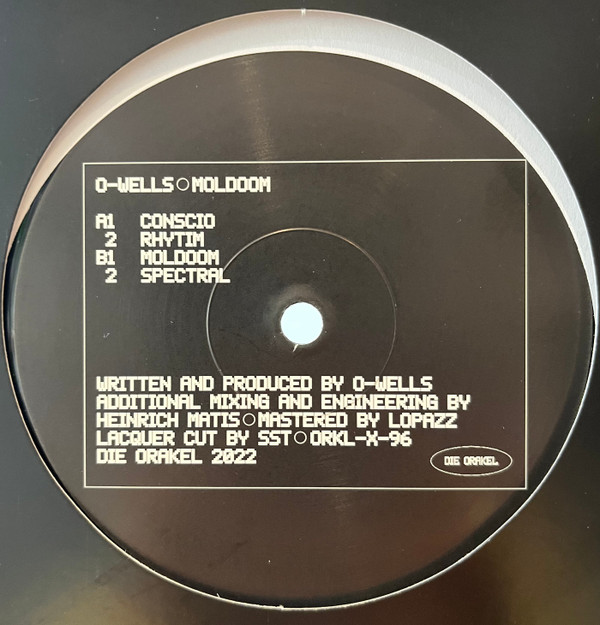 O-WELLS○MOLDOOM
A1 CONSCIO
2 RHYTIM
B1 MOLDOOM
2 SPECTRAL
WRITTEN AND PRODUCED BY O-WELLS
ADDITIONAL MIXING AND ENGINEERING BY
HEINRICH MATIS○MASTERED BY LOPAZZ
LACQUER CUT BY SST○ORKL-X-96
DIE ORAKEL 2022
DIE ORAKEL